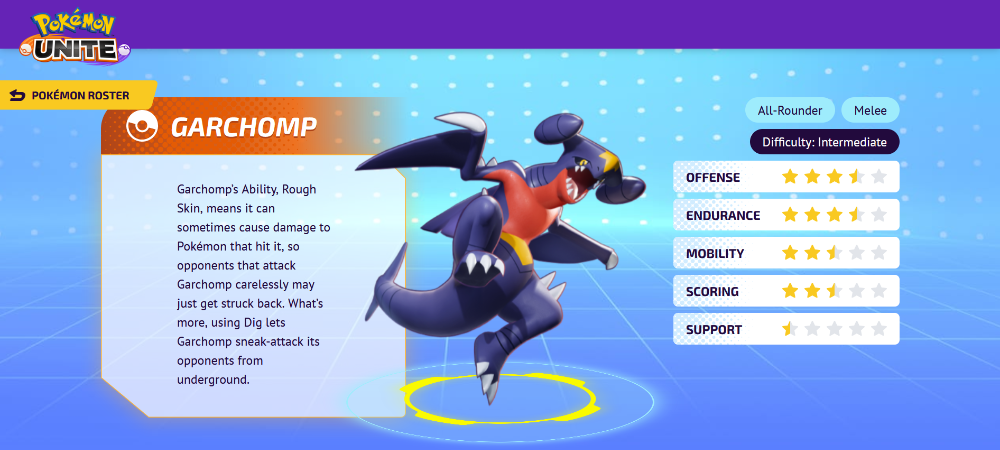 POKÉMON
UNITE
POKÉMON ROSTER
GARCHOMP
Garchomp's Ability, Rough
Skin, means it can
sometimes cause damage to
Pokémon that hit it, so
opponents that attack
Garchomp carelessly may
just get struck back. What's
more, using Dig lets
Garchomp sneak-attack its
opponents from
underground.
All-Rounder Melee
Difficulty: Intermediate
OFFENSE
ENDURANCE
MOBILITY
SCORING
SUPPORT